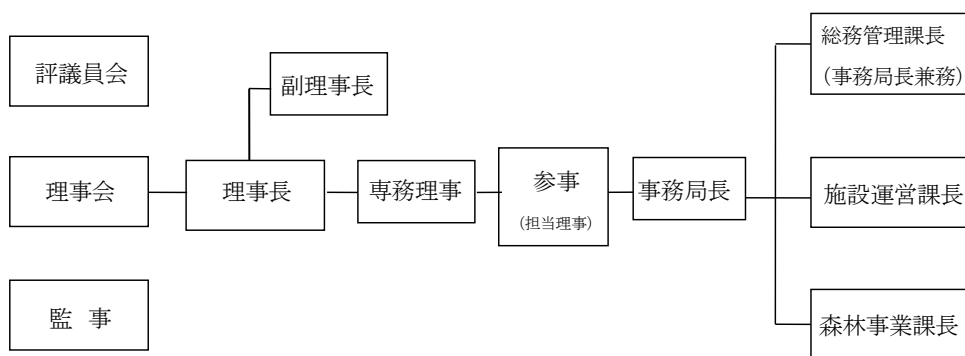 評議員会
副理事長
総務管理課長
(事務局長兼務)
理事会
理事長
専務理事
参事
(担当理事)
事務局長
施設運営課長
監 事
森林事業課長